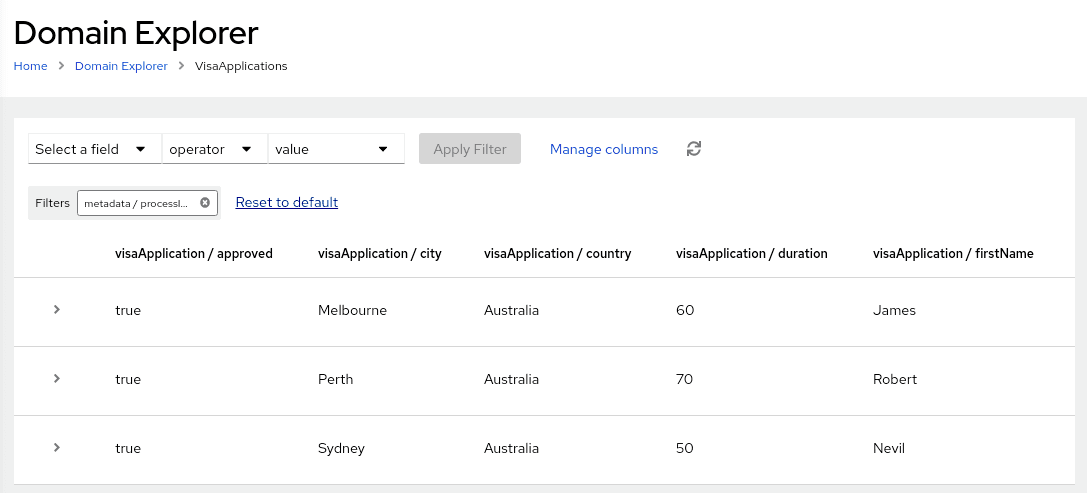 Domain Explorer
Home > Domain Explorer > VisaApplications
Select a field operator value Apply Filter Manage columns
Filters metadata / processI... Reset to default
visaApplication / approved visaApplication / city visaApplication / country visaApplication / duration visaApplication / firstName
true Melbourne Australia 60 James
true Perth Australia 70 Robert
true Sydney Australia 50 Nevil